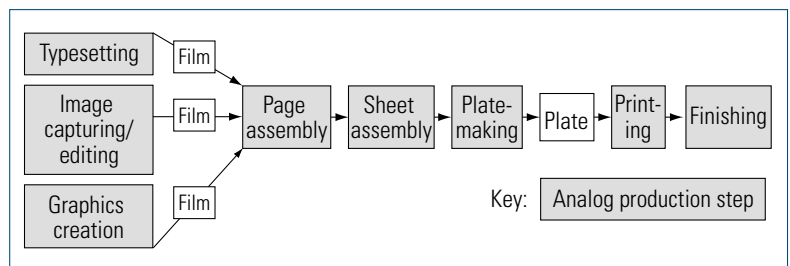 Typesetting
Film
Image
capturing/
editing
Film
Graphics
creation
Film
Page
assembly
Sheet
assembly
Plate-
making
Plate
Print-
ing
Finishing
Key:
Analog production step